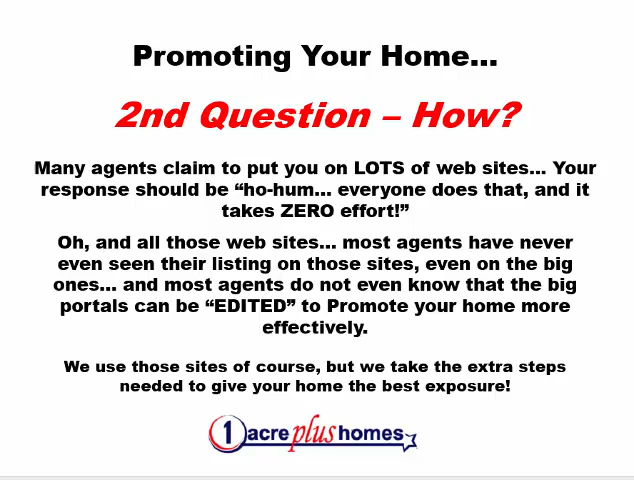 Promoting Your Home...
2nd Question – How?
Many agents claim to put you on LOTS of web sites... Your
response should be “ho-hum... everyone does that, and it
takes ZERO effort!”
Oh, and all those web sites... most agents have never
even seen their listing on those sites, even on the big
ones... and most agents do not even know that the big
portals can be “EDITED” to Promote your home more
effectively.
We use those sites of course, but we take the extra steps
needed to give your home the best exposure!
1 acre plus homes